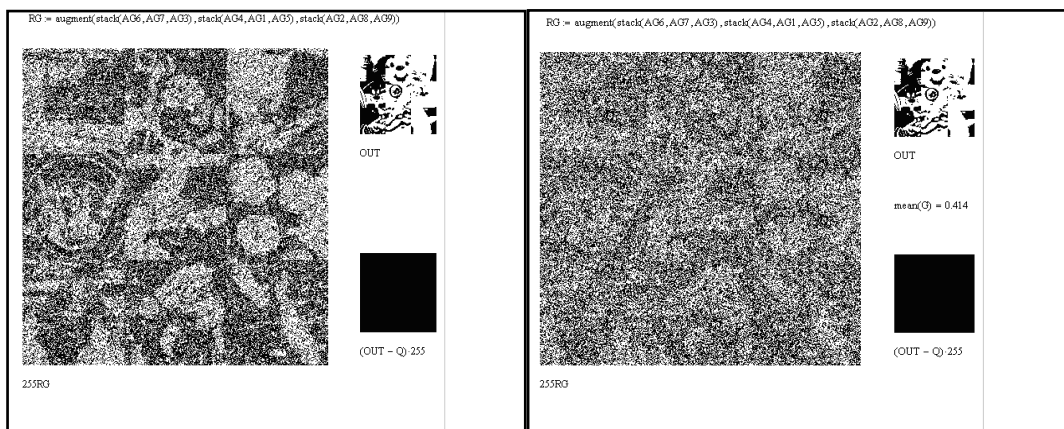 RG := augment(stack(AG6,AG7,AG3),stack(AG4,AG1,AG5),stack(AG2,AG8,AG9))
OUT
(OUT − Q)·255
255RG
RG := augment(stack(AG6,AG7,AG3),stack(AG4,AG1,AG5),stack(AG2,AG8,AG9))
OUT
mean(G) = 0.414
(OUT − Q)·255
255RG